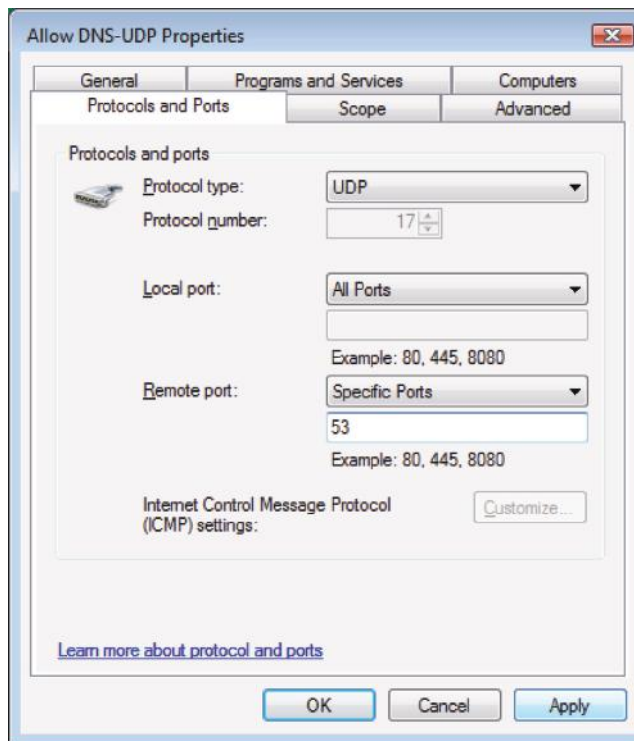 Allow DNS-UDP Properties
General Programs and Services Computers
Protocols and Ports Scope Advanced
Protocols and ports
Protocol type: UDP
Protocol number: 17
Local port: All Ports
Example: 80, 445, 8080
Remote port: Specific Ports
53
Example: 80, 445, 8080
Internet Control Message Protocol
(ICMP) settings: Customize...
Learn more about protocol and ports
OK Cancel Apply